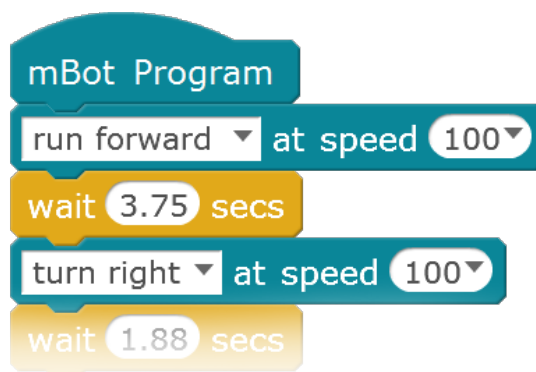 mBot Program
run forward at speed 100
wait 3.75 secs
turn right at speed 100
wait 1.88 secs